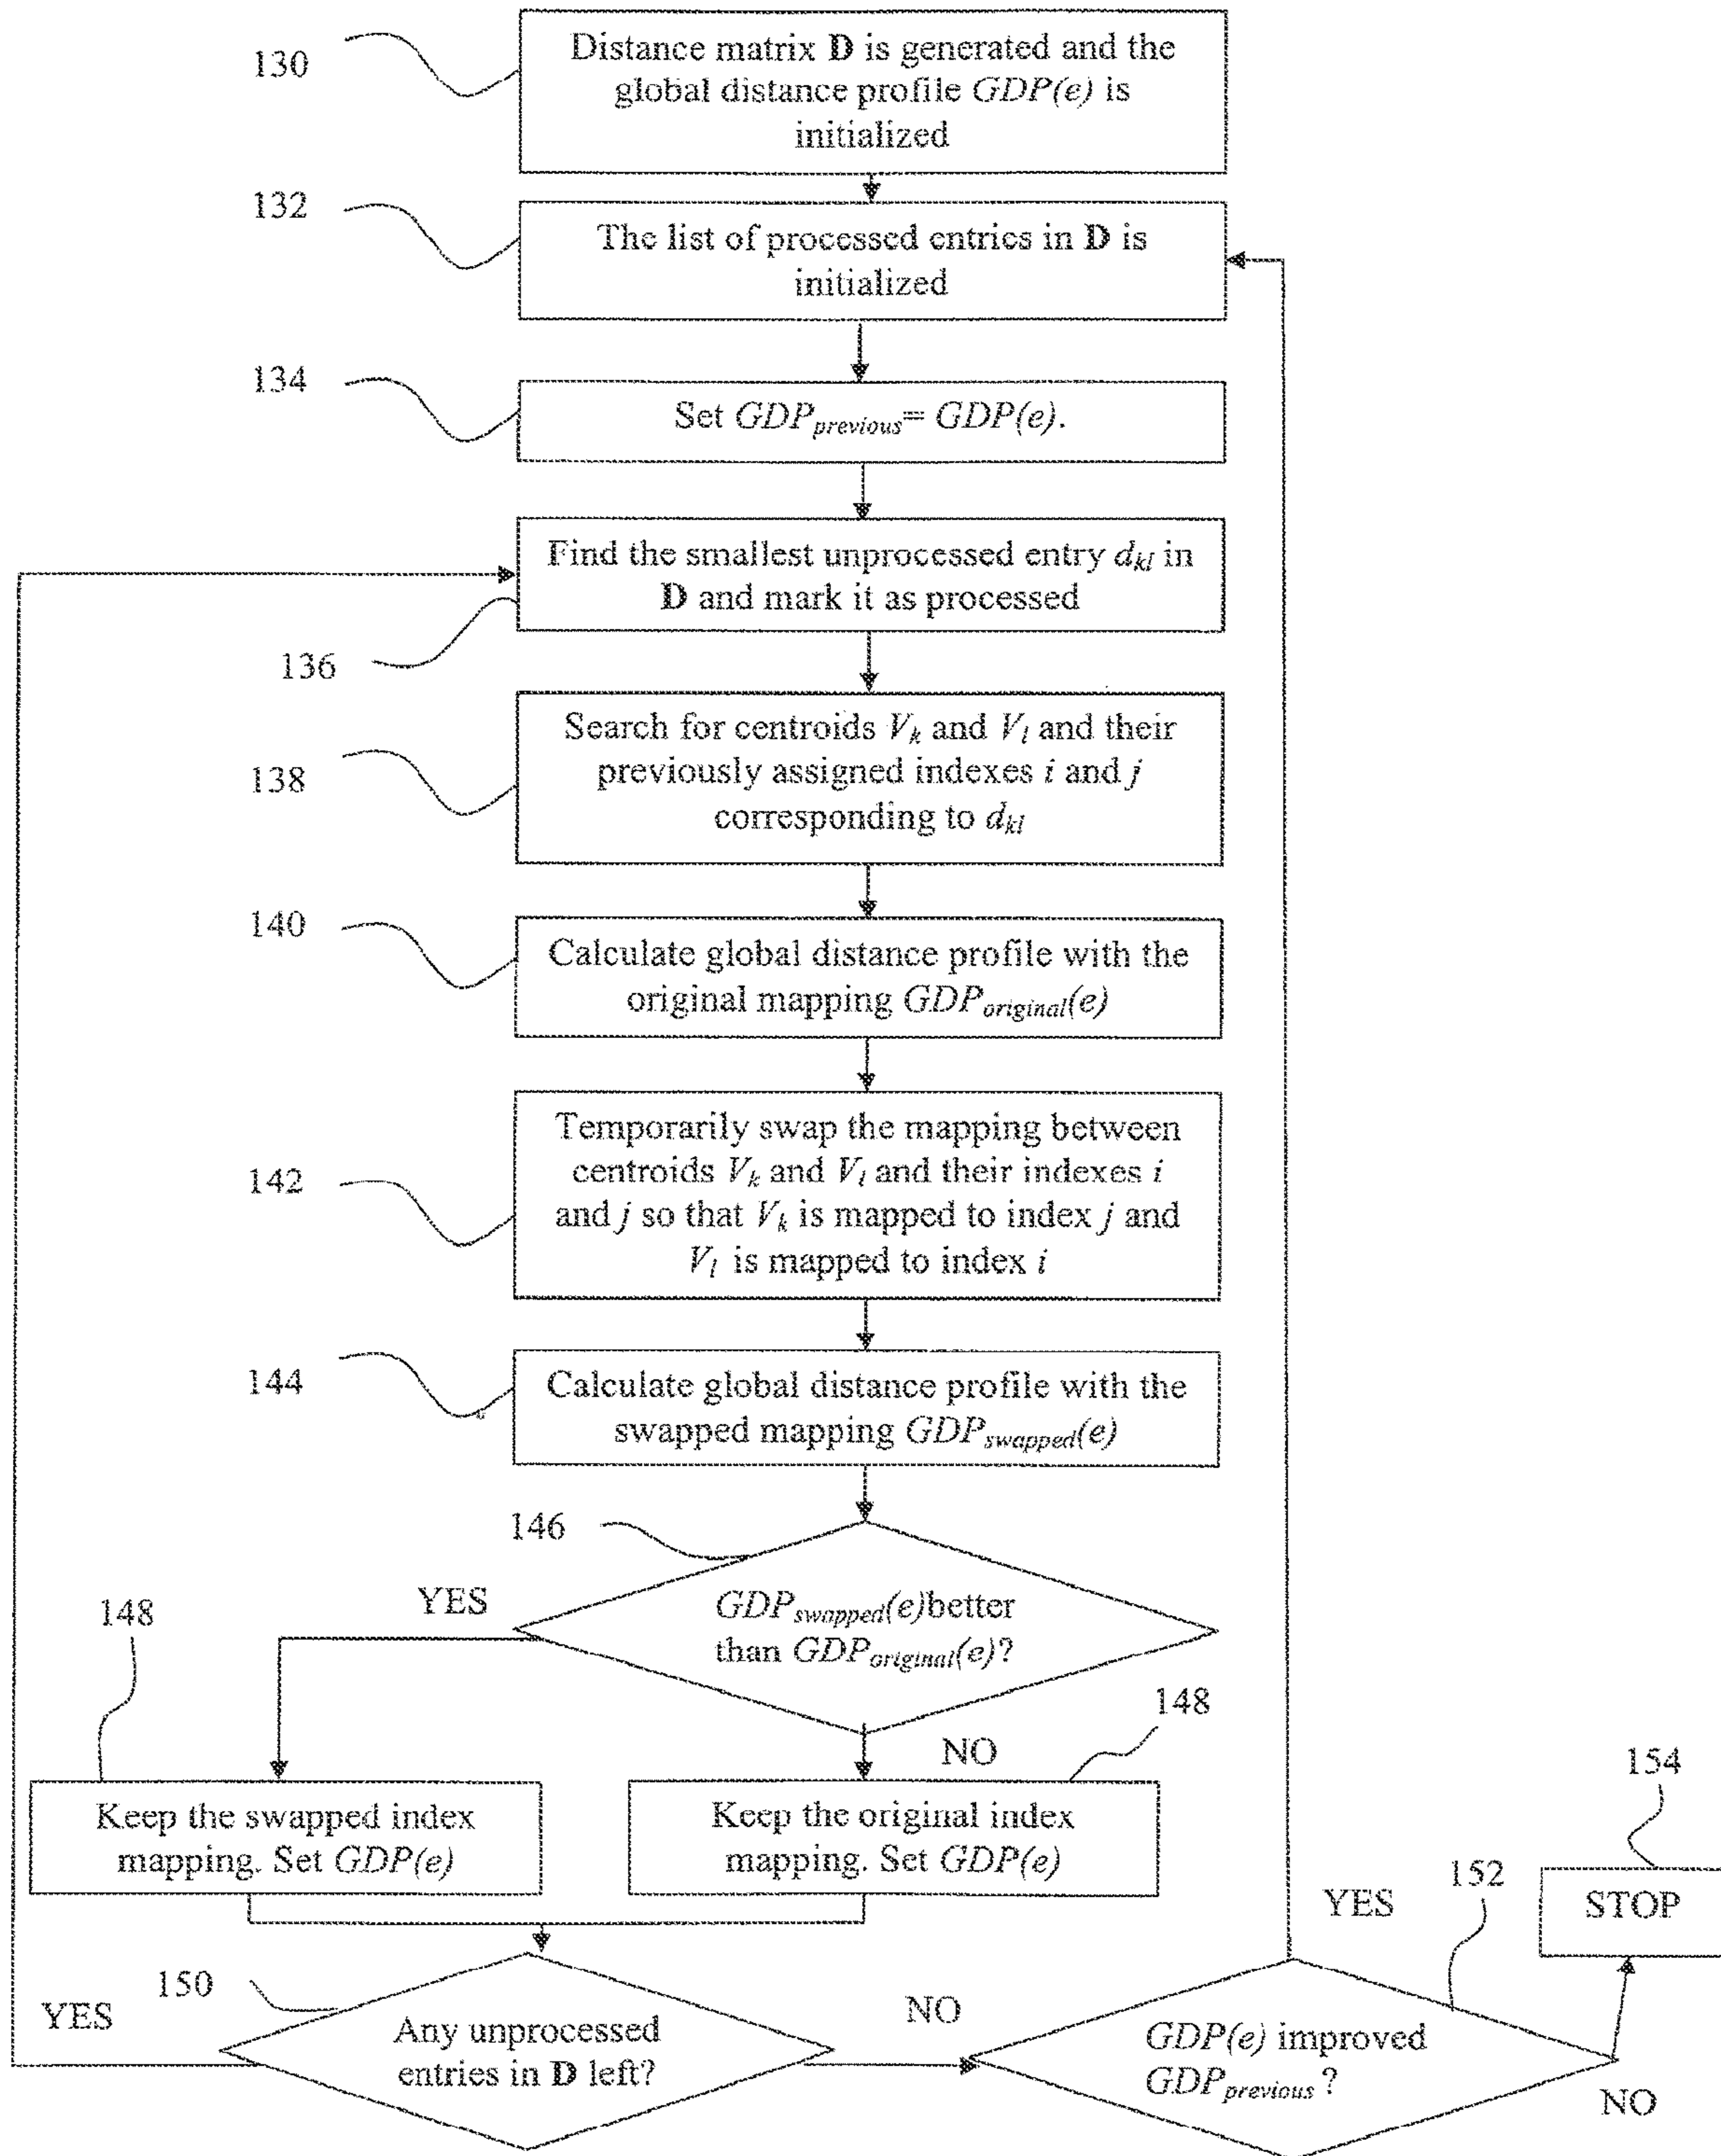 130
Distance matrix D is generated and the
global distance profile GDP(e) is
initialized
132
The list of processed entries in D is
initialized
134
Set GDPprevious= GDP(e).
Find the smallest unprocessed entry dkl in
D and mark it as processed
136
Search for centroids Vk and Vl and their
previously assigned indexes i and j
corresponding to dkl
138
140
Calculate global distance profile with the
original mapping GDPoriginal(e)
Temporarily swap the mapping between
centroids Vk and Vl and their indexes i
and j so that Vk is mapped to index j and
Vl is mapped to index i
142
144
Calculate global distance profile with the
swapped mapping GDPswapped(e)
146
YES
GDPswapped(e)better
than GDPoriginal(e)?
148
NO
148
Keep the swapped index
mapping. Set GDP(e)
Keep the original index
mapping. Set GDP(e)
154
STOP
152
YES
150
YES
Any unprocessed
entries in D left?
NO
GDP(e) improved
GDPprevious ?
NO